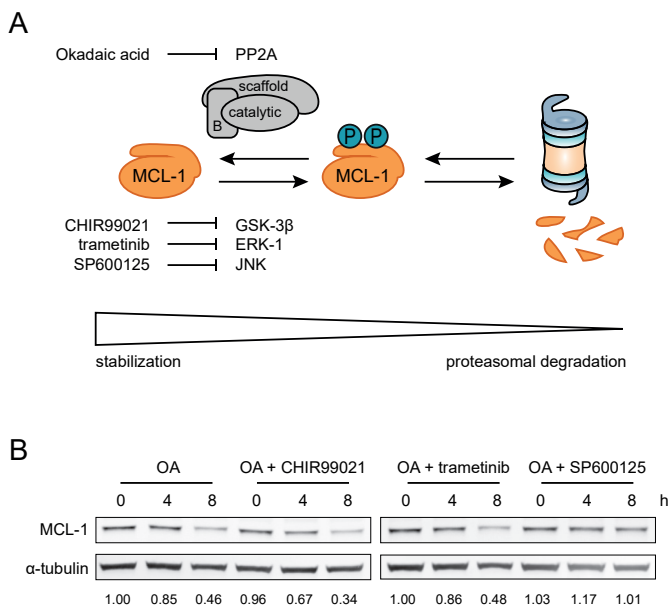 A
Okadaic acid PP2A
scaffold
B catalytic
P P
MCL-1 MCL-1
CHIR99021 GSK-3β
trametinib ERK-1
SP600125 JNK
stabilization proteasomal degradation
B
OA OA + CHIR99021 OA + trametinib OA + SP600125
0 4 8 0 4 8 0 4 8 0 4 8 h
MCL-1
α-tubulin
1.00 0.85 0.46 0.96 0.67 0.34 1.00 0.86 0.48 1.03 1.17 1.01